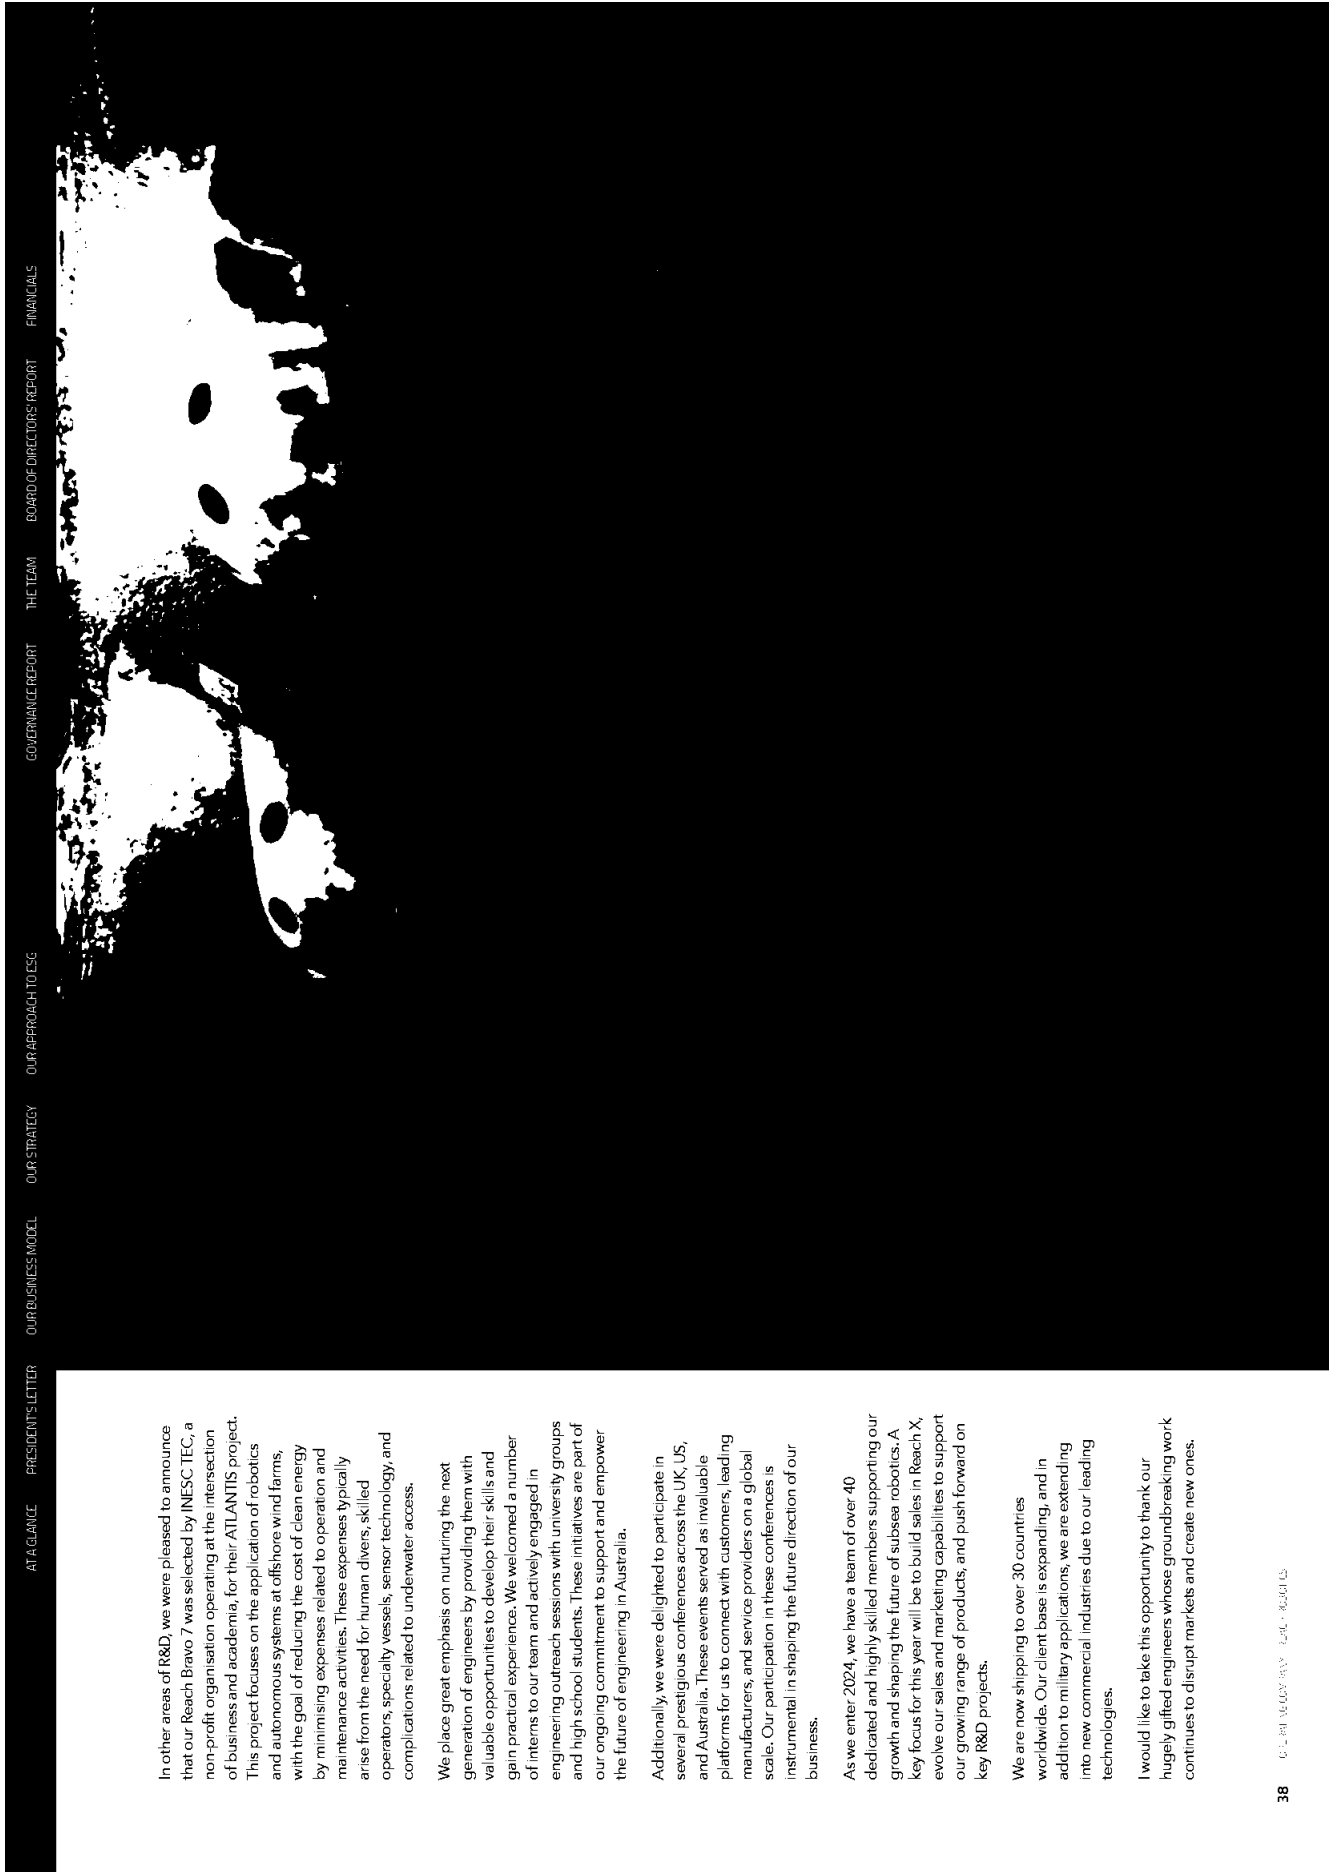 AT A GLANCE PRESIDENT'S LETTER OUR BUSINESS MODEL OUR STRATEGY OUR APPROACH TO ESG GOVERNANCE REPORT THE TEAM BOARD OF DIRECTORS' REPORT FINANCIALS
In other areas of R&D, we were pleased to announce
that our Reach Bravo 7 was selected by INESC TEC, a
non-profit organisation operating at the intersection
of business and academia, for their ATLANTIS project.
This project focuses on the application of robotics
and autonomous systems at offshore wind farms,
with the goal of reducing the cost of clean energy
by minimising expenses related to operation and
maintenance activities. These expenses typically
arise from the need for human divers, skilled
operators, specialty vessels, sensor technology, and
complications related to underwater access.
We place great emphasis on nurturing the next
generation of engineers by providing them with
valuable opportunities to develop their skills and
gain practical experience. We welcomed a number
of interns to our team and actively engaged in
engineering outreach sessions with university groups
and high school students. These initiatives are part of
our ongoing commitment to support and empower
the future of engineering in Australia.
Additionally, we were delighted to participate in
several prestigious conferences across the UK, US,
and Australia. These events served as invaluable
platforms for us to connect with customers, leading
manufacturers, and service providers on a global
scale. Our participation in these conferences is
instrumental in shaping the future direction of our
business.
As we enter 2024, we have a team of over 40
dedicated and highly skilled members supporting our
growth and shaping the future of subsea robotics. A
key focus for this year will be to build sales in Reach X,
evolve our sales and marketing capabilities to support
our growing range of products, and push forward on
key R&D projects.
We are now shipping to over 30 countries
worldwide. Our client base is expanding, and in
addition to military applications, we are extending
into new commercial industries due to our leading
technologies.
I would like to take this opportunity to thank our
hugely gifted engineers whose groundbreaking work
continues to disrupt markets and create new ones.
38